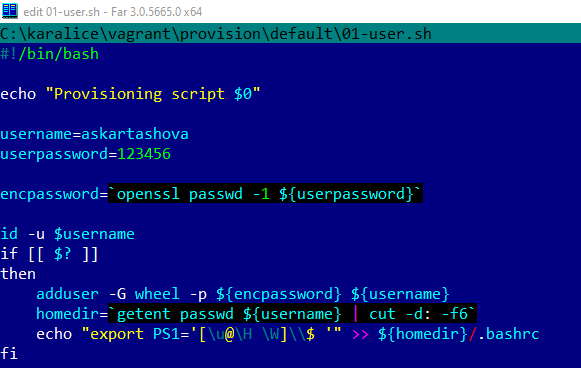 edit 01-user.sh - Far 3.0.5665.0 x64
C:\karalice\vagrant\provision\default\01-user.sh
#!/bin/bash
echo "Provisioning script $0"
username=askartashova
userpassword=123456
encpassword=`openssl passwd -1 ${userpassword}`
id -u $username
if [[ $? ]]
then
    adduser -G wheel -p ${encpassword} ${username}
    homedir=`getent passwd ${username} | cut -d: -f6`
    echo "export PS1='[\u@\H \W]\\$ '" >> ${homedir}/.bashrc
fi